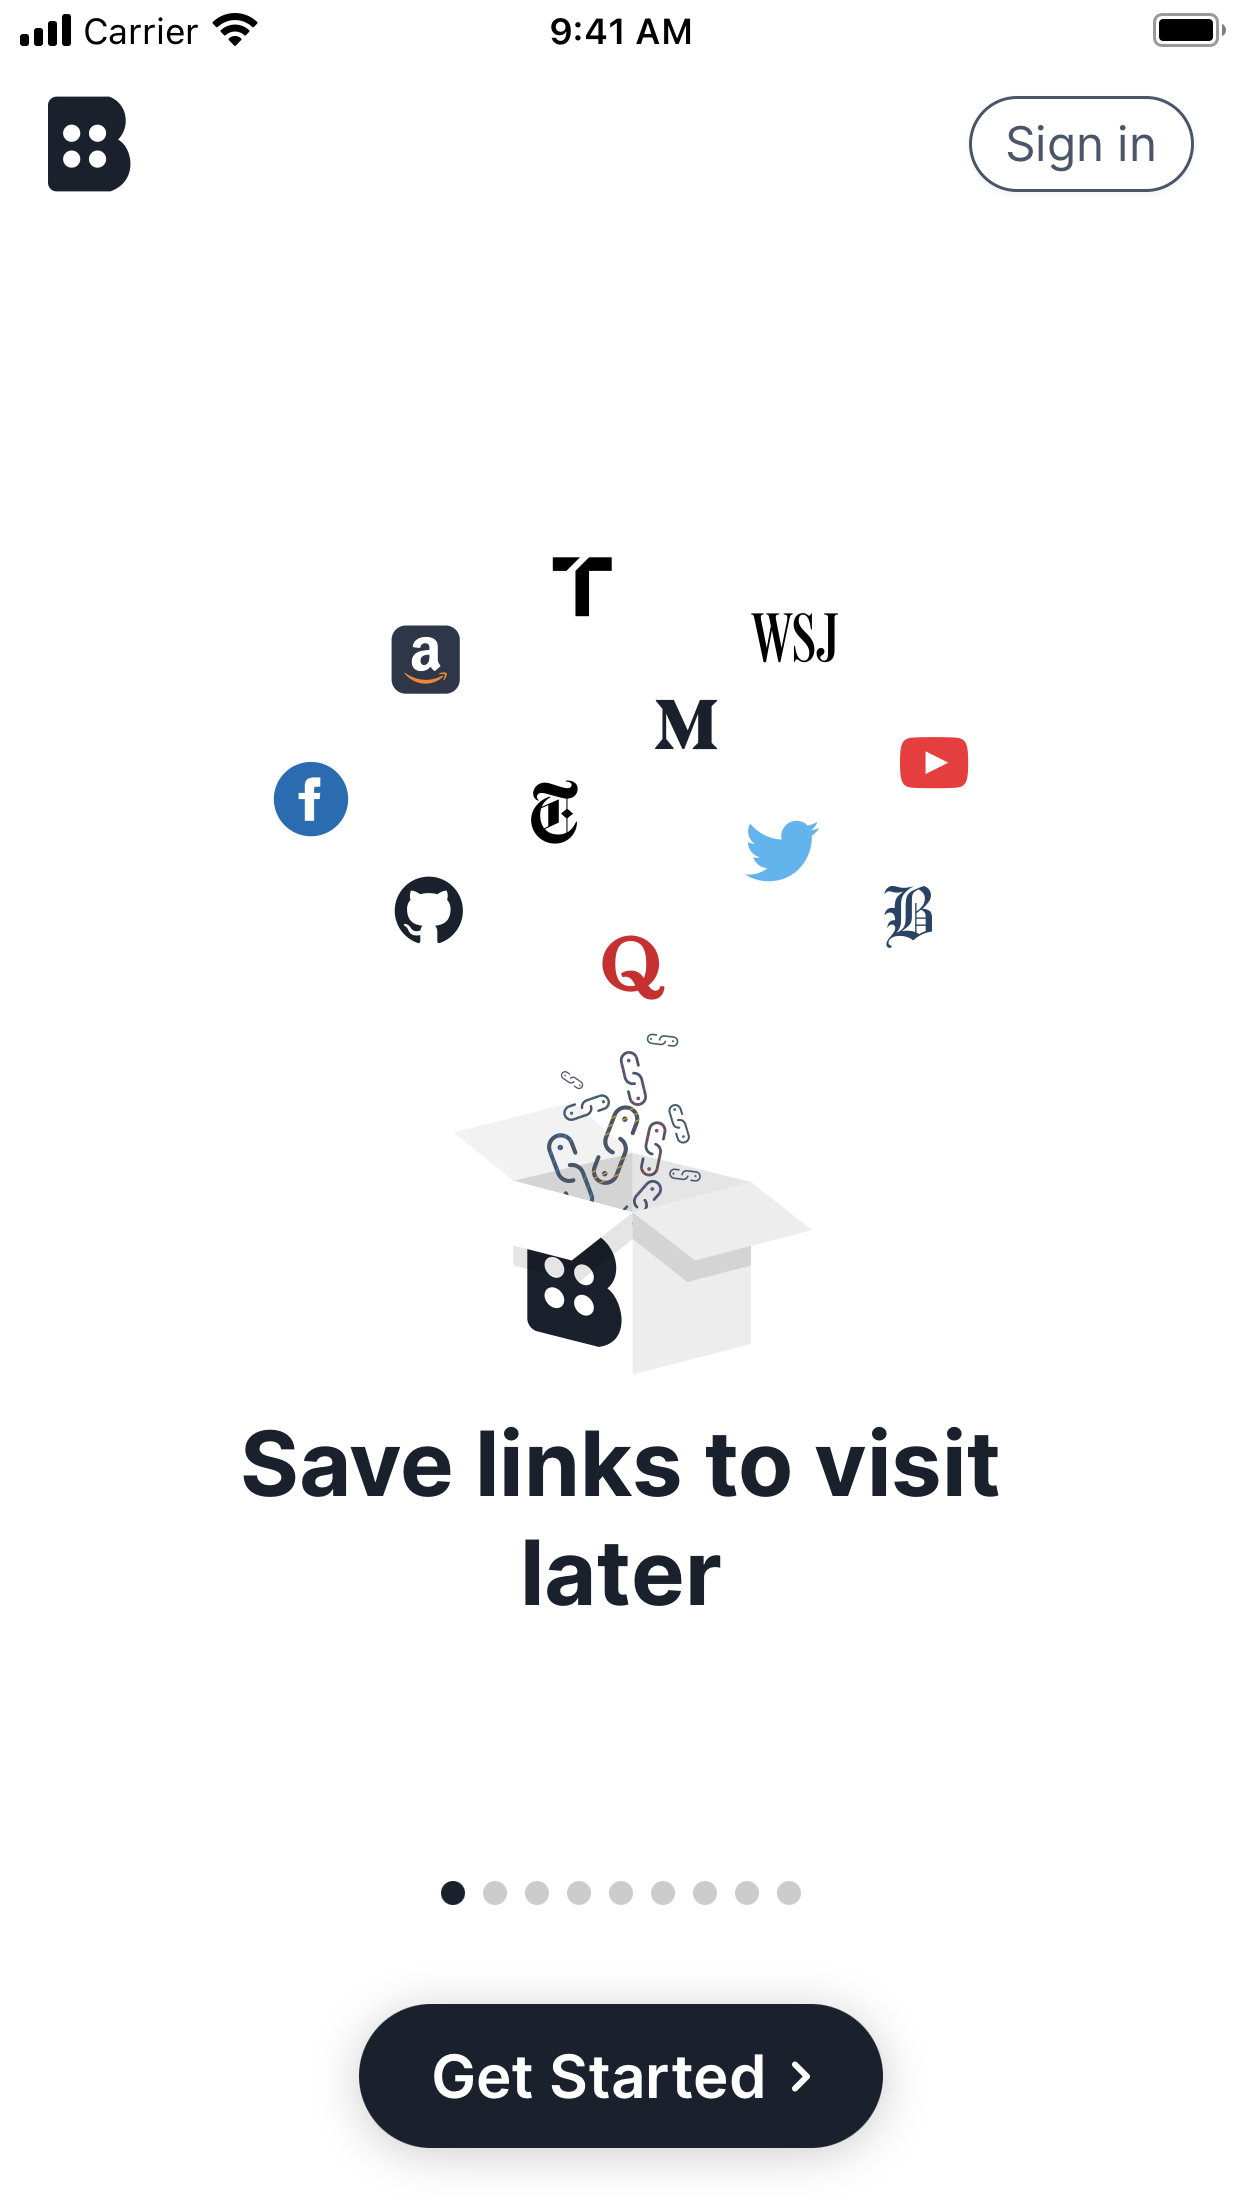 Carrier
9:41 AM
B
Sign in
T
a
WSJ
M
f
T
B
Q
B
Save links to visit
later
Get Started